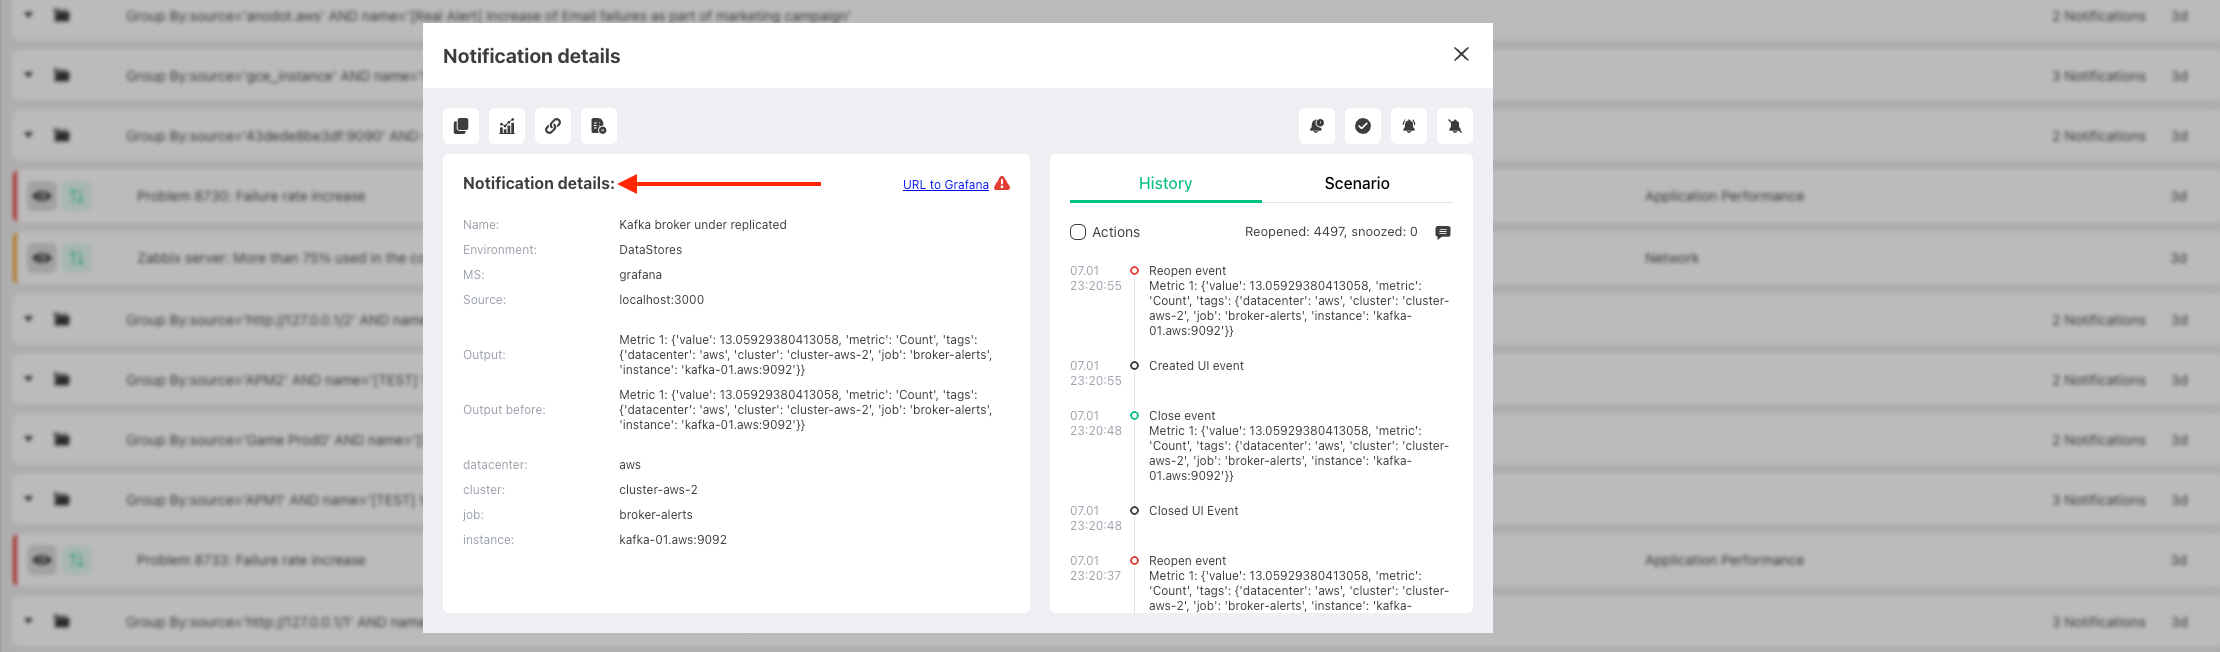 Group By:source='anodot.aws' AND name='[Real Alert] Increase of Email failures as part of marketing campaign'
2 Notifications
3d
Notification details
Group By:source='gce_instance' AND name='
3 Notifications
3d
Group By:source='43dede8be3df:9090' AND
2 Notifications
3d
Notification details:
URL to Grafana
Name:
Kafka broker under replicated
Environment:
DataStores
MS:
grafana
Source:
localhost:3000
Output:
Metric 1: {'value': 13.05929380413058, 'metric': 'Count', 'tags':
{'datacenter': 'aws', 'cluster': 'cluster-aws-2', 'job': 'broker-alerts',
'instance': 'kafka-01.aws:9092'}}
Output before:
Metric 1: {'value': 13.05929380413058, 'metric': 'Count', 'tags':
{'datacenter': 'aws', 'cluster': 'cluster-aws-2', 'job': 'broker-alerts',
'instance': 'kafka-01.aws:9092'}}
datacenter:
aws
cluster:
cluster-aws-2
job:
broker-alerts
instance:
kafka-01.aws:9092
History
Scenario
Actions
Reopened: 4497, snoozed: 0
07.01
23:20:55
Reopen event
Metric 1: {'value': 13.05929380413058, 'metric':
'Count', 'tags': {'datacenter': 'aws', 'cluster': 'cluster-
aws-2', 'job': 'broker-alerts', 'instance': 'kafka-
01.aws:9092'}}
07.01
23:20:55
Created UI event
07.01
23:20:48
Close event
Metric 1: {'value': 13.05929380413058, 'metric':
'Count', 'tags': {'datacenter': 'aws', 'cluster': 'cluster-
aws-2', 'job': 'broker-alerts', 'instance': 'kafka-
01.aws:9092'}}
07.01
23:20:48
Closed UI Event
07.01
23:20:37
Reopen event
Metric 1: {'value': 13.05929380413058, 'metric':
'Count', 'tags': {'datacenter': 'aws', 'cluster': 'cluster-
aws-2', 'job': 'broker-alerts', 'instance': 'kafka-
Problem 8730: Failure rate increase
Application Performance
3d
Zabbix server: More than 75% used in the co
Network
3d
Group By:source='http://127.0.0.1/2' AND nam
2 Notifications
3d
Group By:source='APM2' AND name='[TEST]
2 Notifications
3d
Group By:source='Game Prod0' AND name='[
2 Notifications
3d
Group By:source='APM1' AND name='[TEST]
3 Notifications
3d
Problem 8733: Failure rate increase
Application Performance
3d
Group By:source='http://127.0.0.1/1' AND name
3 Notifications
3d